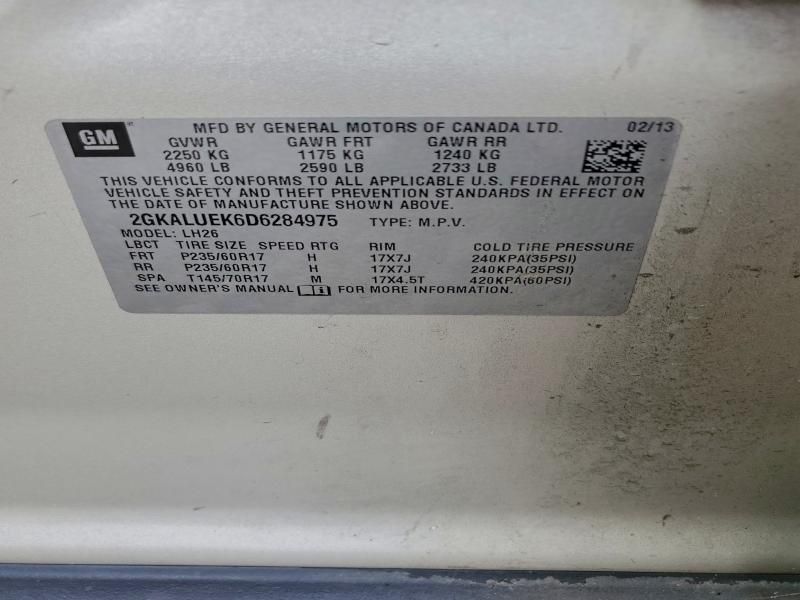 GM
MFD BY GENERAL MOTORS OF CANADA LTD. 02/13
GVWR GAWR FRT GAWR RR
2250 KG 1175 KG 1240 KG
4960 LB 2590 LB 2733 LB
THIS VEHICLE CONFORMS TO ALL APPLICABLE U.S. FEDERAL MOTOR
VEHICLE SAFETY AND THEFT PREVENTION STANDARDS IN EFFECT ON
THE DATE OF MANUFACTURE SHOWN ABOVE.
2GKALUEK6D6284975 TYPE: M.P.V.
MODEL: LH26
LBCT TIRE SIZE SPEED RTG RIM COLD TIRE PRESSURE
FRT P235/60R17 H 17X7J 240KPA(35PSI)
RR P235/60R17 H 17X7J 240KPA(35PSI)
SPA T145/70R17 M 17X4.5T 420KPA(60PSI)
SEE OWNER'S MANUAL FOR MORE INFORMATION.